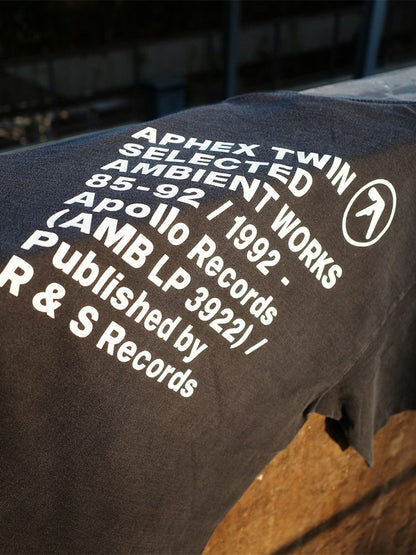 APHEX TWIN
SELECTED
AMBIENT WORKS
85-92 / 1992 -
Apollo Records
(AMB LP 3922) /
Published by
R & S Records